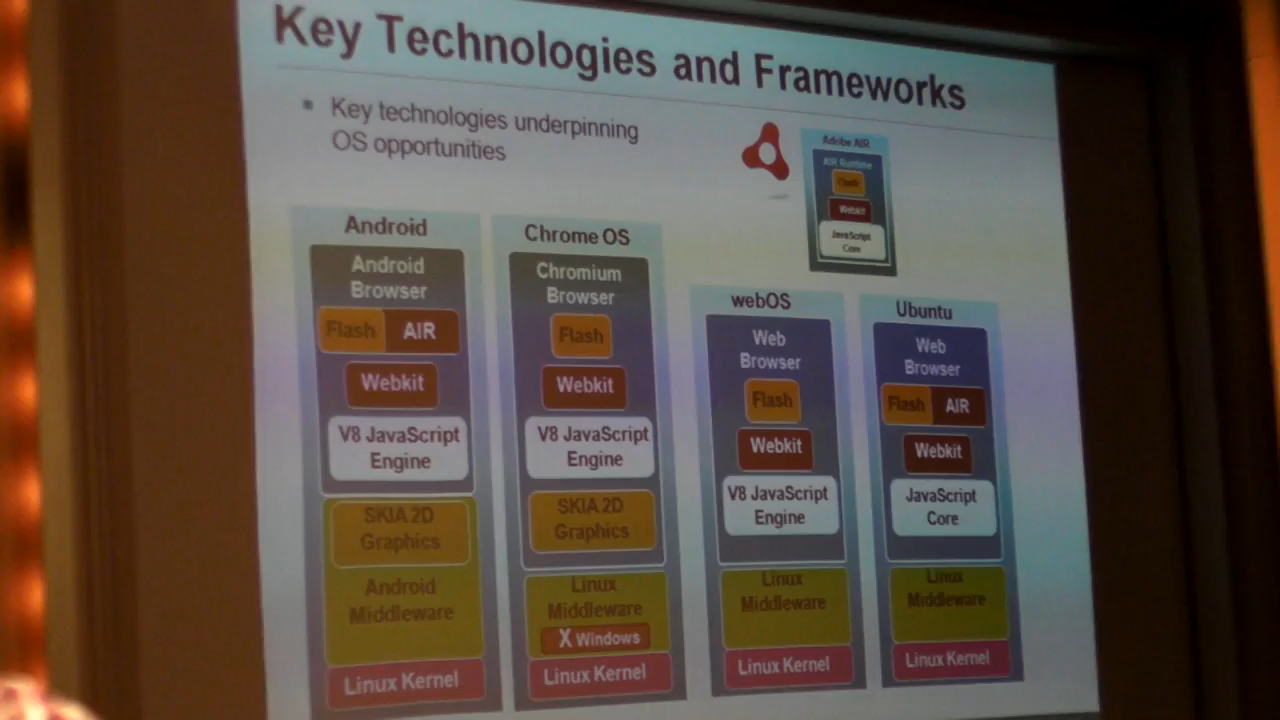 Key Technologies and Frameworks
▪ Key technologies underpinning
OS opportunities
Adobe AIR
AIR Runtime
Flash
Webkit
JavaScript
Core
Android
Android
Browser
Flash AIR
Webkit
V8 JavaScript
Engine
SKIA 2D
Graphics
Android
Middleware
Linux Kernel
Chrome OS
Chromium
Browser
Flash
Webkit
V8 JavaScript
Engine
SKIA 2D
Graphics
Linux
Middleware
X Windows
Linux Kernel
webOS
Web
Browser
Flash
Webkit
V8 JavaScript
Engine
Linux
Middleware
Linux Kernel
Ubuntu
Web
Browser
Flash AIR
Webkit
JavaScript
Core
Linux
Middleware
Linux Kernel